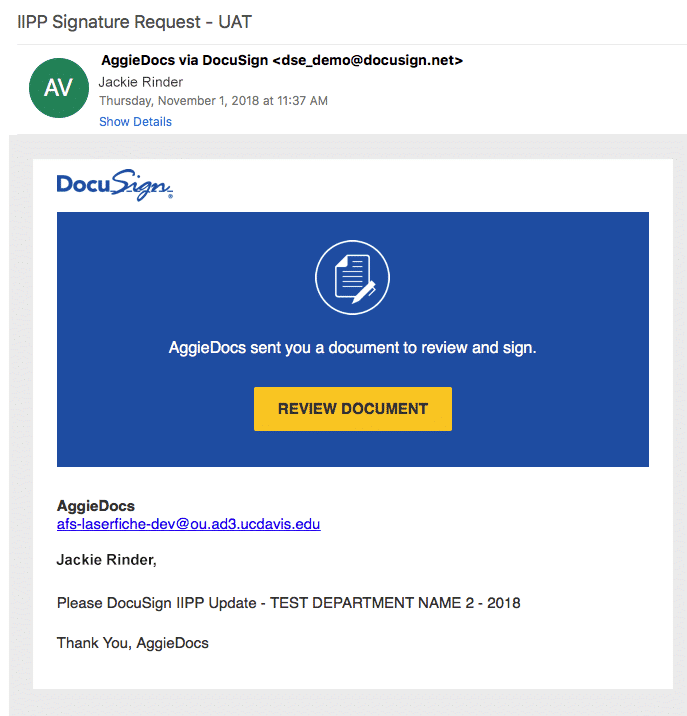 IIPP Signature Request - UAT
AV
AggieDocs via DocuSign <dse_demo@docusign.net>
Jackie Rinder
Thursday, November 1, 2018 at 11:37 AM
Show Details
DocuSign®
AggieDocs sent you a document to review and sign.
REVIEW DOCUMENT
AggieDocs
afs-laserfiche-dev@ou.ad3.ucdavis.edu
Jackie Rinder,
Please DocuSign IIPP Update - TEST DEPARTMENT NAME 2 - 2018
Thank You, AggieDocs